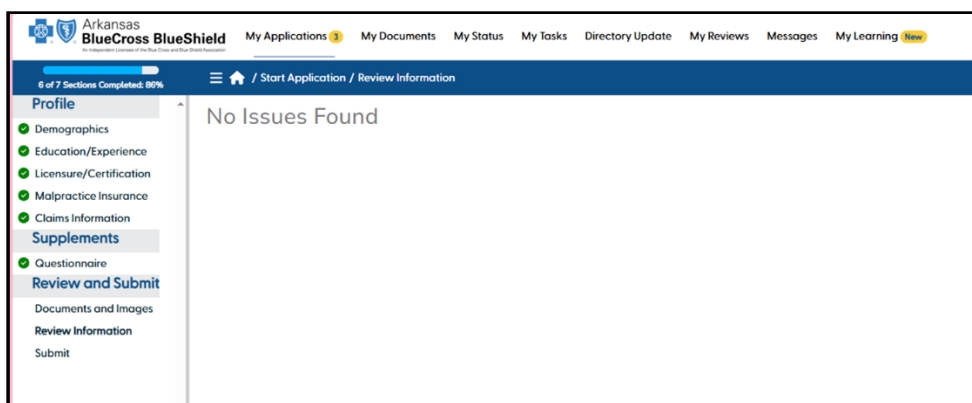 Arkansas
BlueCross BlueShield
An Independent Licensee of the Blue Cross and Blue Shield Association
My Applications 3 My Documents My Status My Tasks Directory Update My Reviews Messages My Learning New
6 of 7 Sections Completed: 86%
/ Start Application / Review Information
Profile
Demographics
Education/Experience
Licensure/Certification
Malpractice Insurance
Claims Information
Supplements
Questionnaire
Review and Submit
Documents and Images
Review Information
Submit
No Issues Found